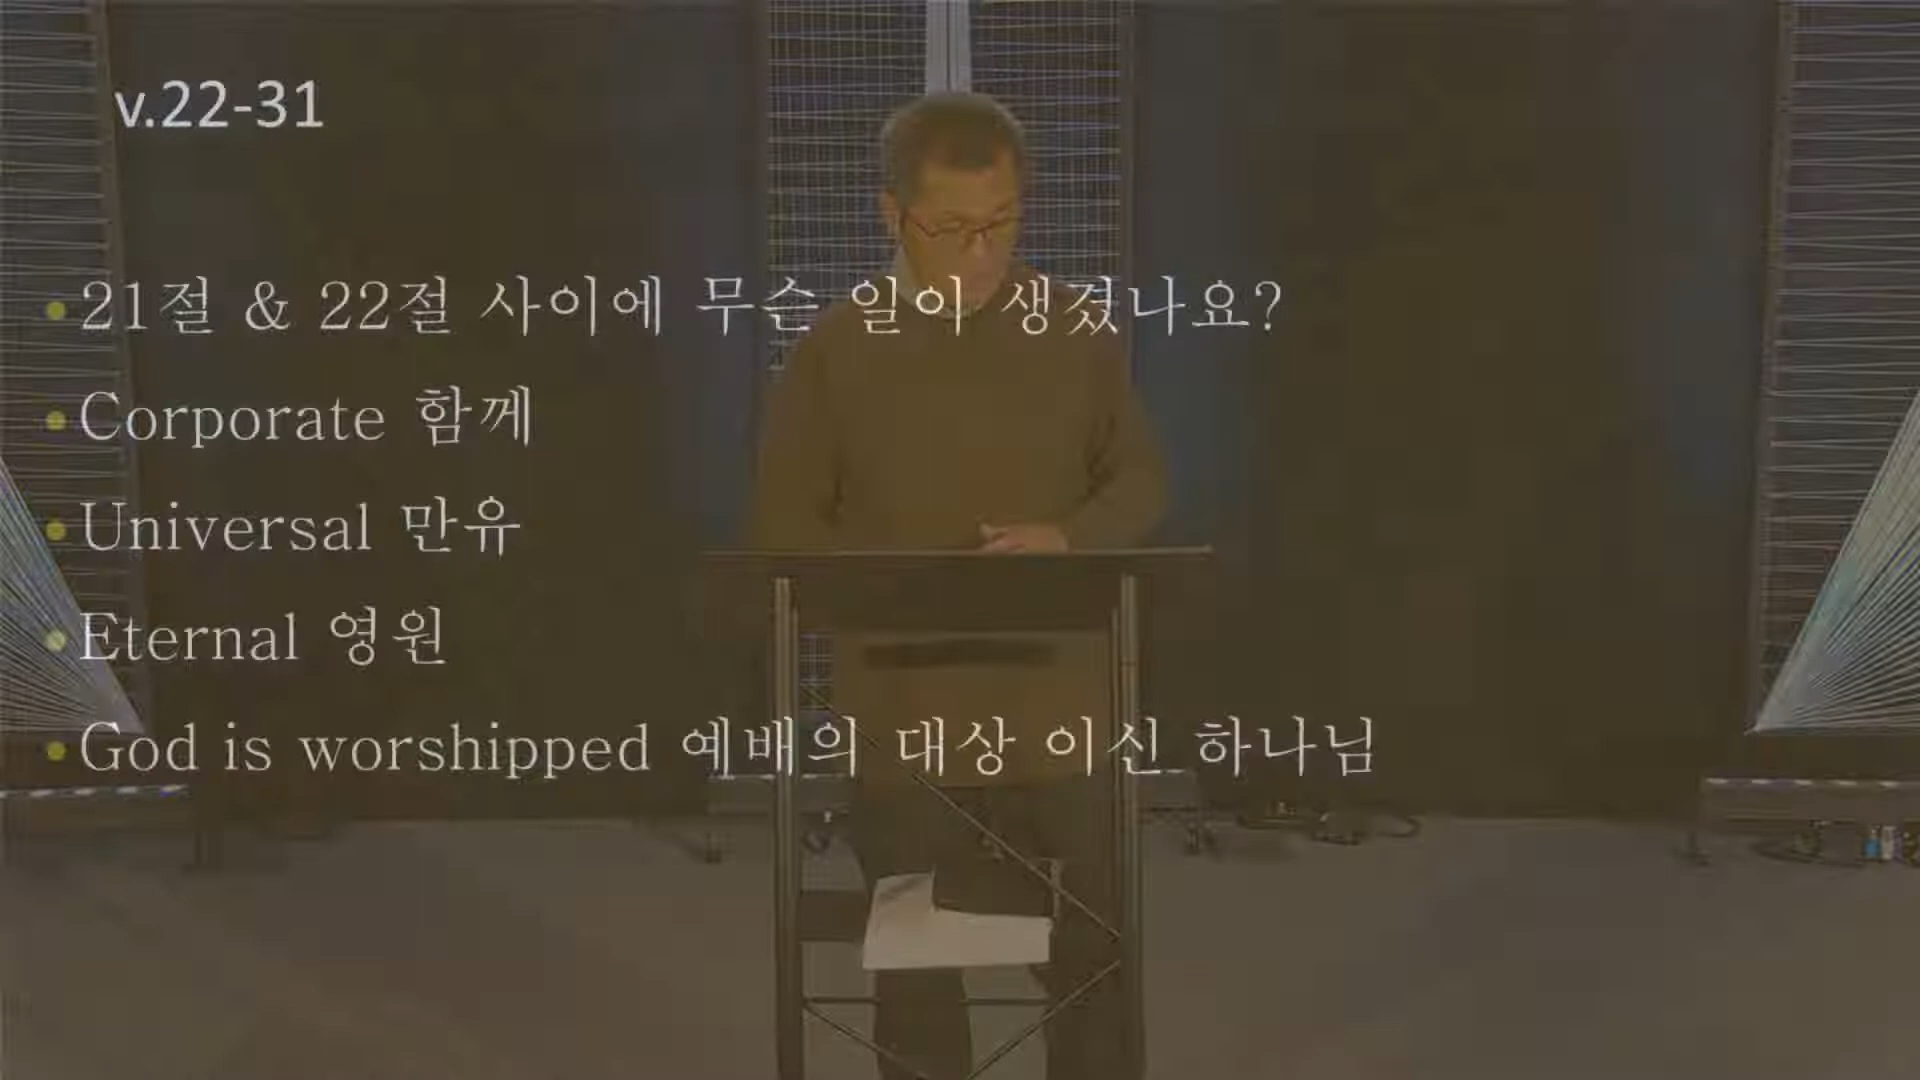 v.22-31
21절 & 22절 사이에 무슨 일이 생겼나요?
Corporate 함께
Universal 만유
Eternal 영원
God is worshipped 예배의 대상 이신 하나님